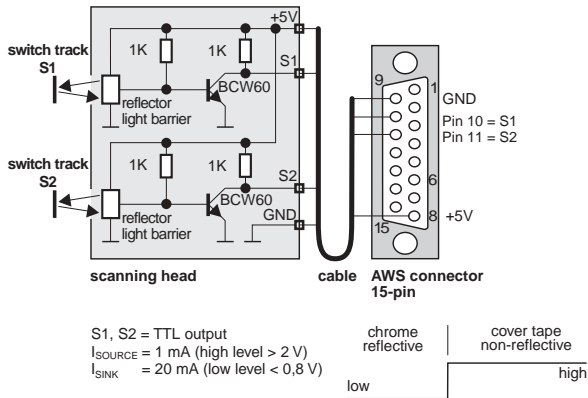 +5V
switch track
S1
1K
1K
S1
BCW60
reflector
light barrier
switch track
S2
1K
1K
S2
BCW60
GND
reflector
light barrier
scanning head
cable
9
1
GND
Pin 10 = S1
Pin 11 = S2
6
15
8
+5V
AWS connector
15-pin
S1, S2 = TTL output
ISOURCE = 1 mA (high level > 2 V)
ISINK = 20 mA (low level < 0,8 V)
chrome
reflective
cover tape
non-reflective
low
high